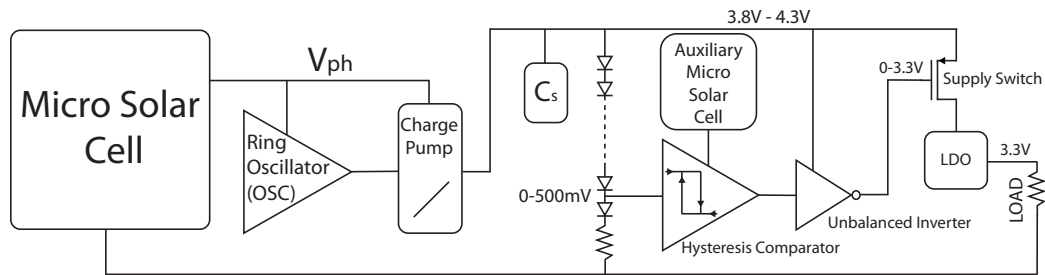 Micro Solar
Cell
Vph
Ring
Oscillator
(OSC)
Charge
Pump
Cs
0-500mV
Auxiliary
Micro
Solar
Cell
Hysteresis Comparator
3.8V - 4.3V
Unbalanced Inverter
0-3.3V
Supply Switch
LDO
3.3V
LOAD